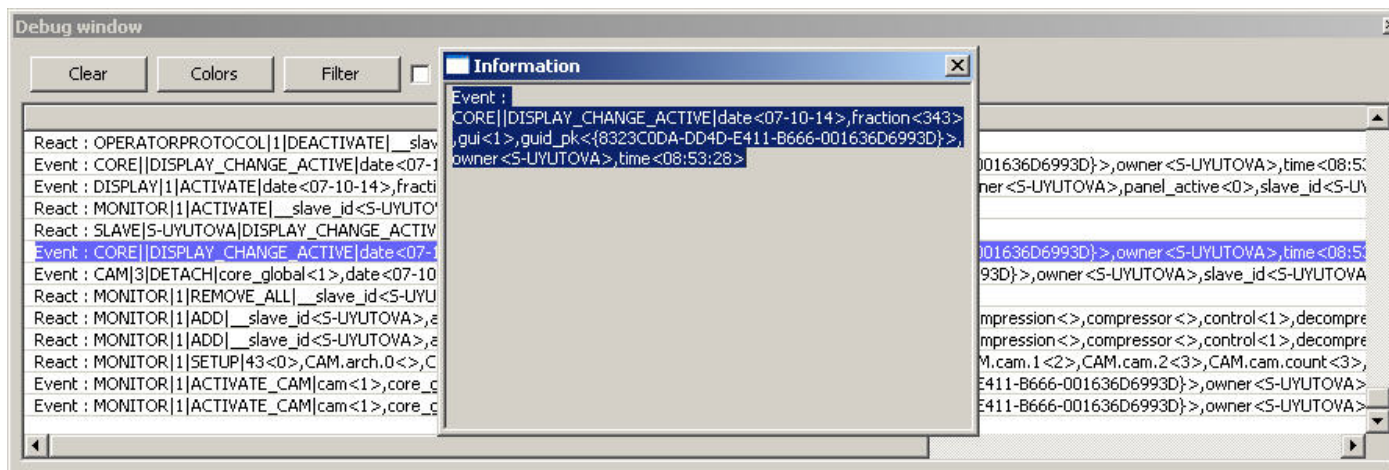 Debug window
Clear
Colors
Filter
Information
Event :
CORE||DISPLAY_CHANGE_ACTIVE|date<07-10-14>,fraction<343>
,gui<1>,guid_pk<{8323C0DA-DD4D-E411-B666-001636D6993D}>,
owner<S-UYUTOVA>,time<08:53:28>
React : OPERATORPROTOCOL|1|DEACTIVATE|__slav
Event : CORE||DISPLAY_CHANGE_ACTIVE|date<07-1 001636D6993D}>,owner<S-UYUTOVA>,time<08:53
Event : DISPLAY|1|ACTIVATE|date<07-10-14>,fracti ner<S-UYUTOVA>,panel_active<0>,slave_id<S-UY
React : MONITOR|1|ACTIVATE|__slave_id<S-UYUTO
React : SLAVE|S-UYUTOVA|DISPLAY_CHANGE_ACTIV
Event : CORE||DISPLAY_CHANGE_ACTIVE|date<07-1 001636D6993D}>,owner<S-UYUTOVA>,time<08:53
Event : CAM|3|DETACH|core_global<1>,date<07-10 93D}>,owner<S-UYUTOVA>,slave_id<S-UYUTOVA
React : MONITOR|1|REMOVE_ALL|__slave_id<S-UYU
React : MONITOR|1|ADD|__slave_id<S-UYUTOVA>,a mpression<>,compressor<>,control<1>,decompre
React : MONITOR|1|ADD|__slave_id<S-UYUTOVA>,a mpression<>,compressor<>,control<1>,decompre
React : MONITOR|1|SETUP|43<0>,CAM.arch.0<>,C M.cam.1<2>,CAM.cam.2<3>,CAM.cam.count<3>,
Event : MONITOR|1|ACTIVATE_CAM|cam<1>,core_g E411-B666-001636D6993D}>,owner<S-UYUTOVA>
Event : MONITOR|1|ACTIVATE_CAM|cam<1>,core_g E411-B666-001636D6993D}>,owner<S-UYUTOVA>